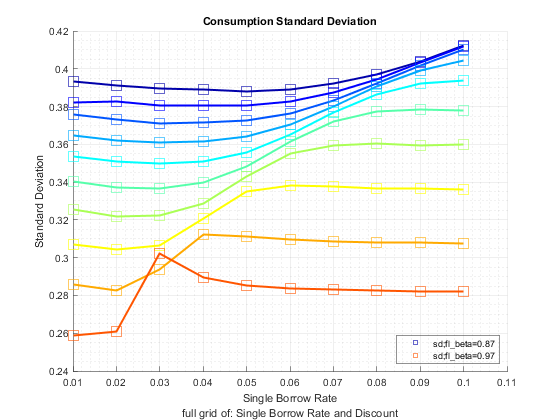 Consumption Standard Deviation
Standard Deviation
0.42
0.4
0.38
0.36
0.34
0.32
0.3
0.28
0.26
0.24
0.01 0.02 0.03 0.04 0.05 0.06 0.07 0.08 0.09 0.1 0.11
sd;fl_beta=0.87
sd;fl_beta=0.97
Single Borrow Rate
full grid of: Single Borrow Rate and Discount